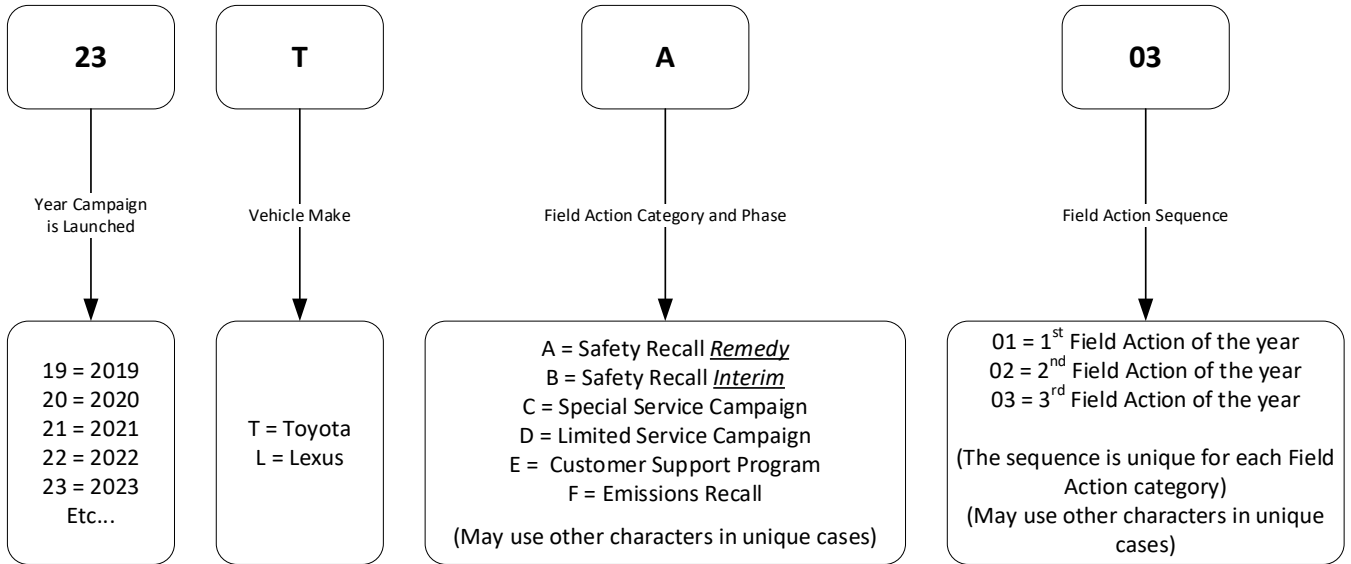 23
T
A
03
Year Campaign
is Launched
Vehicle Make
Field Action Category and Phase
Field Action Sequence
19 = 2019
20 = 2020
21 = 2021
22 = 2022
23 = 2023
Etc...
T = Toyota
L = Lexus
A = Safety Recall Remedy
B = Safety Recall Interim
C = Special Service Campaign
D = Limited Service Campaign
E =  Customer Support Program
F = Emissions Recall
(May use other characters in unique cases)
01 = 1st Field Action of the year
02 = 2nd Field Action of the year
03 = 3rd Field Action of the year
(The sequence is unique for each Field
Action category)
(May use other characters in unique
cases)